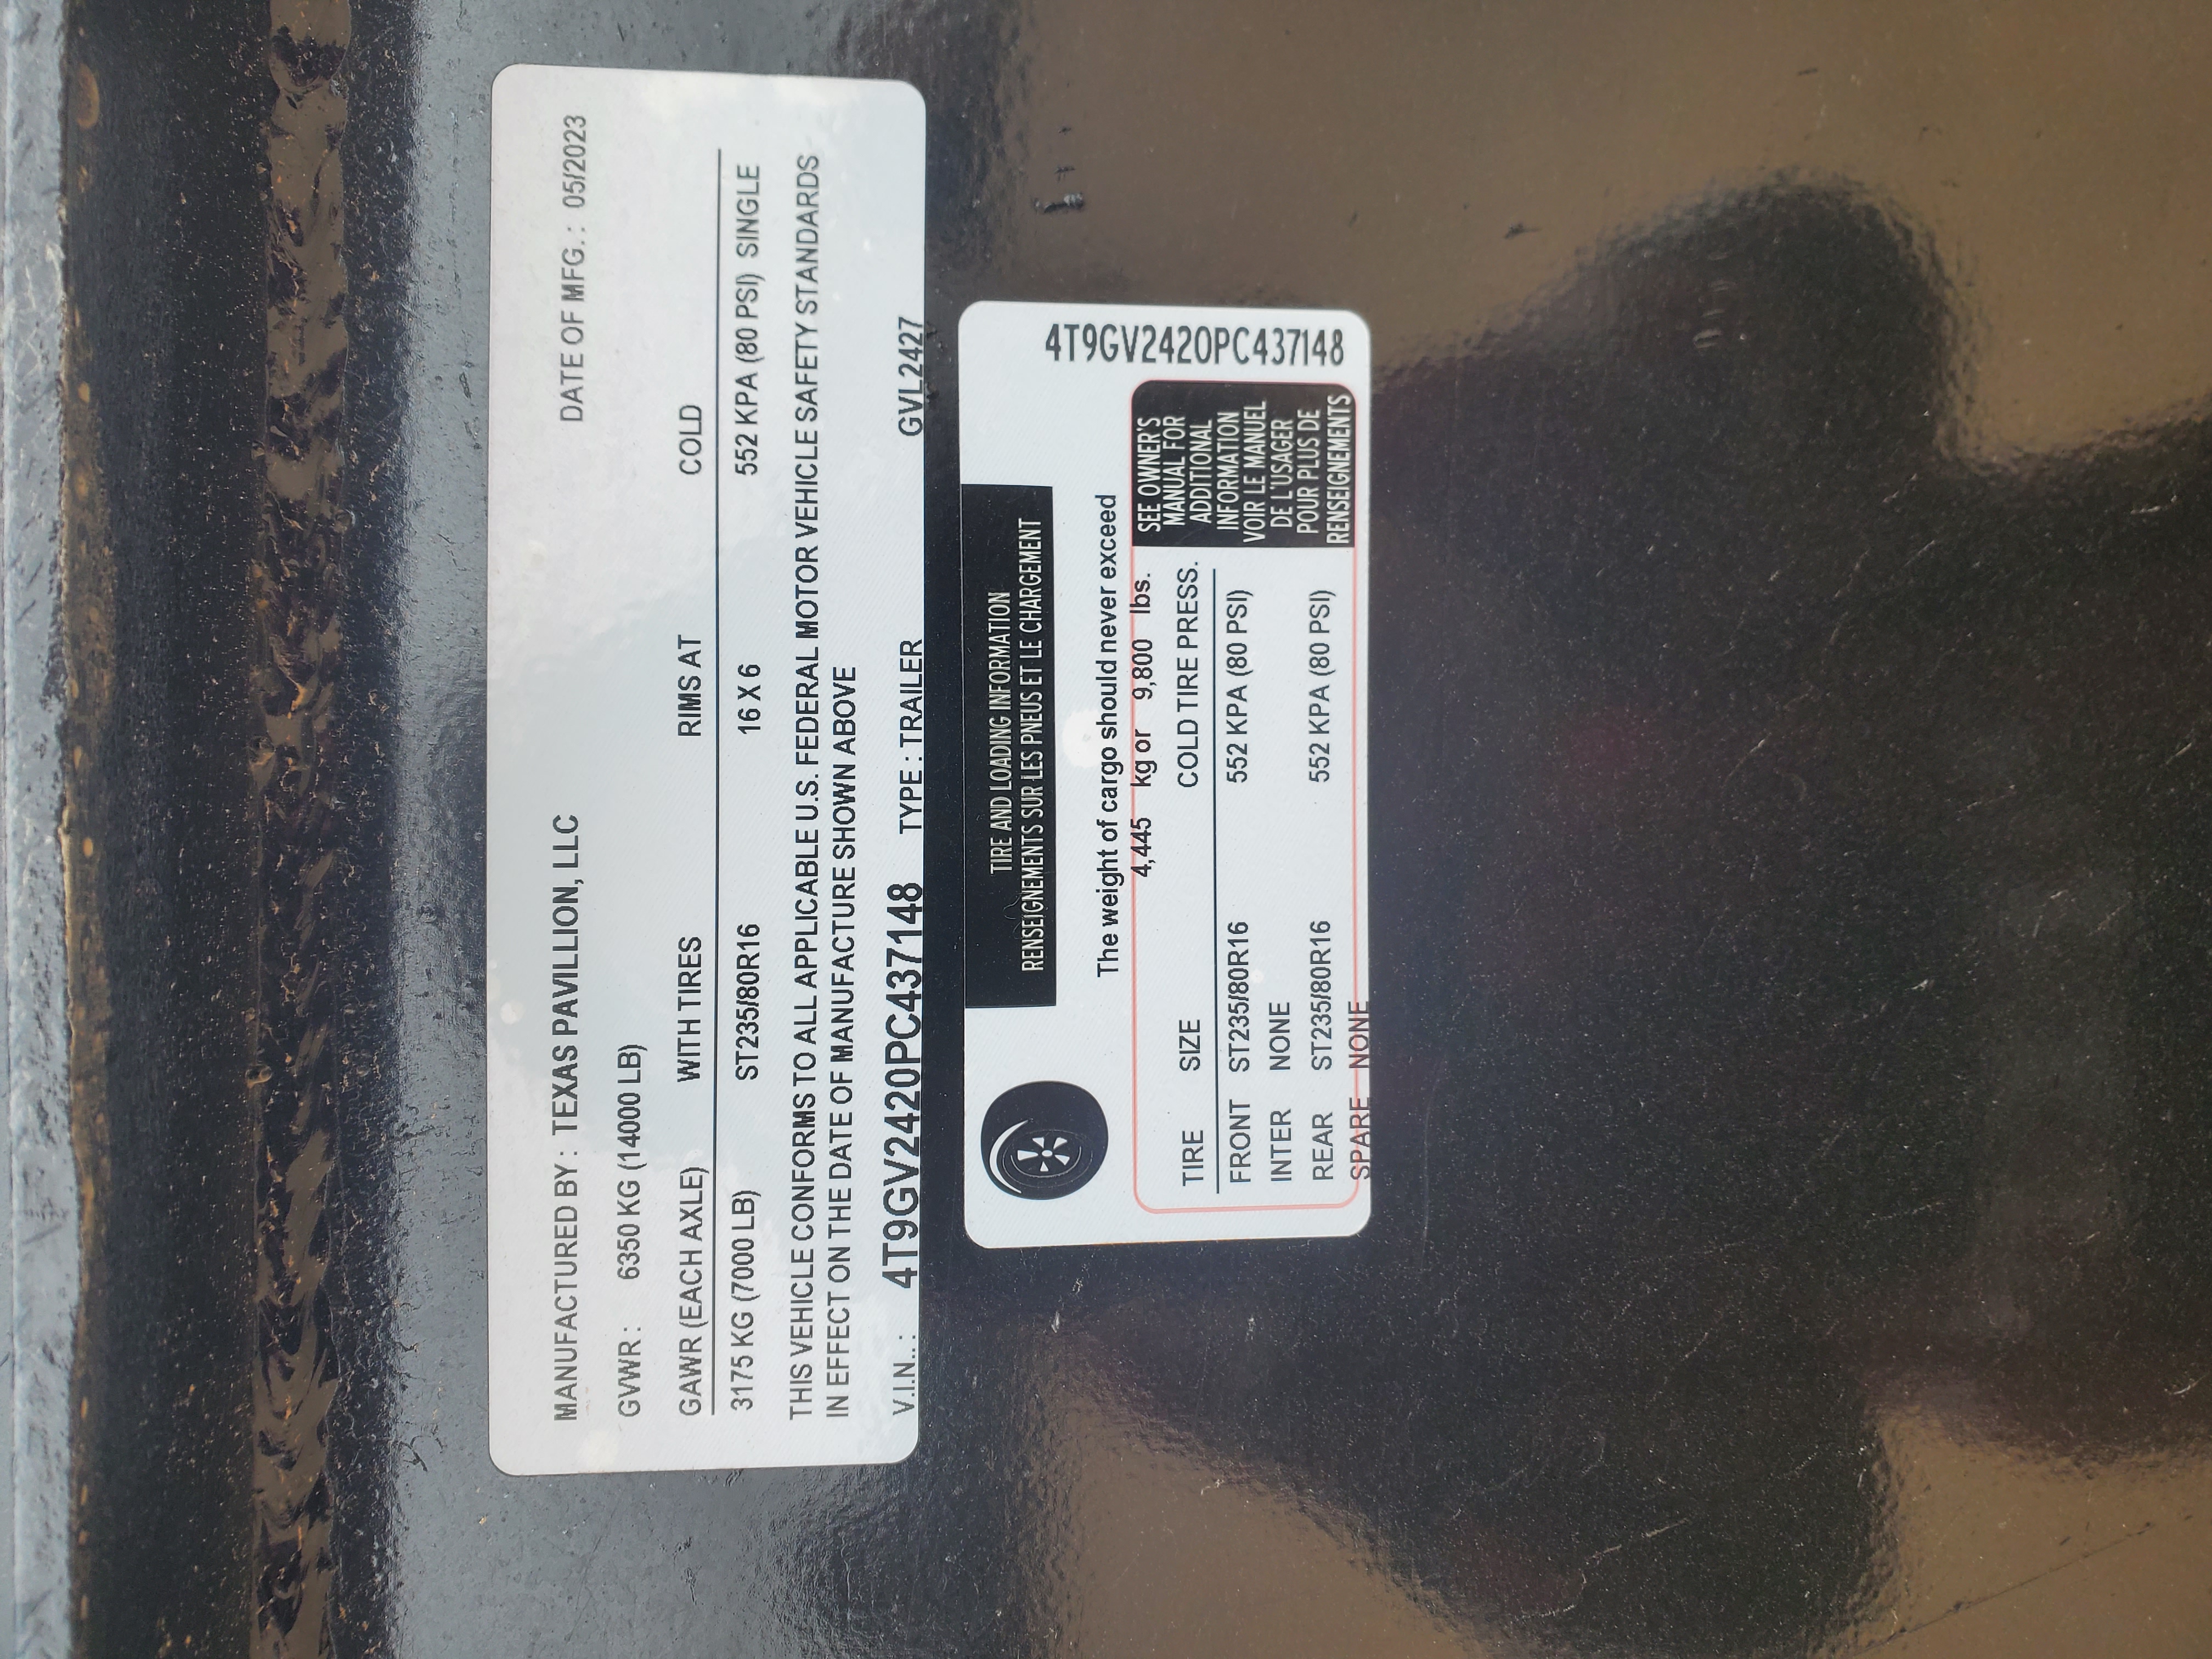 MANUFACTURED BY : TEXAS PAVILLION, LLC DATE OF MFG. : 05/2023
GVWR : 6350 KG (14000 LB)
GAWR (EACH AXLE) WITH TIRES RIMS AT COLD
3175 KG (7000 LB) ST235/80R16 16 X 6 552 KPA (80 PSI) SINGLE
THIS VEHICLE CONFORMS TO ALL APPLICABLE U.S. FEDERAL MOTOR VEHICLE SAFETY STANDARDS
IN EFFECT ON THE DATE OF MANUFACTURE SHOWN ABOVE
V.I.N.. : 4T9GV2420PC437148 TYPE : TRAILER GVL2427
TIRE AND LOADING INFORMATION
RENSEIGNEMENTS SUR LES PNEUS ET LE CHARGEMENT
The weight of cargo should never exceed
4,445 kg or 9,800 lbs.
TIRE SIZE COLD TIRE PRESS.
FRONT ST235/80R16 552 KPA (80 PSI)
INTER NONE
REAR ST235/80R16 552 KPA (80 PSI)
SPARE NONE
SEE OWNER'S
MANUAL FOR
ADDITIONAL
INFORMATION
VOIR LE MANUEL
DE L'USAGER
POUR PLUS DE
RENSEIGNEMENTS
4T9GV2420PC437148